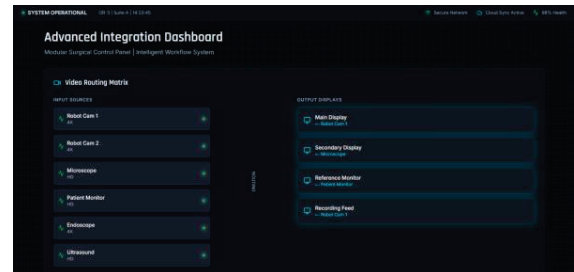 SYSTEM OPERATIONAL
Secure Network Cloud Sync Active 98% Health
Advanced Integration Dashboard
Modular Surgical Control Panel | Intelligent Workflow System
Video Routing Matrix
INPUT SOURCES
Robot Cam 1
4K
Robot Cam 2
4K
Microscope
HD
Patient Monitor
HD
Endoscope
4K
Ultrasound
HD
ROUTING
OUTPUT DISPLAYS
Main Display
← Robot Cam 1
Secondary Display
← Microscope
Reference Monitor
← Patient Monitor
Recording Feed
← Robot Cam 1